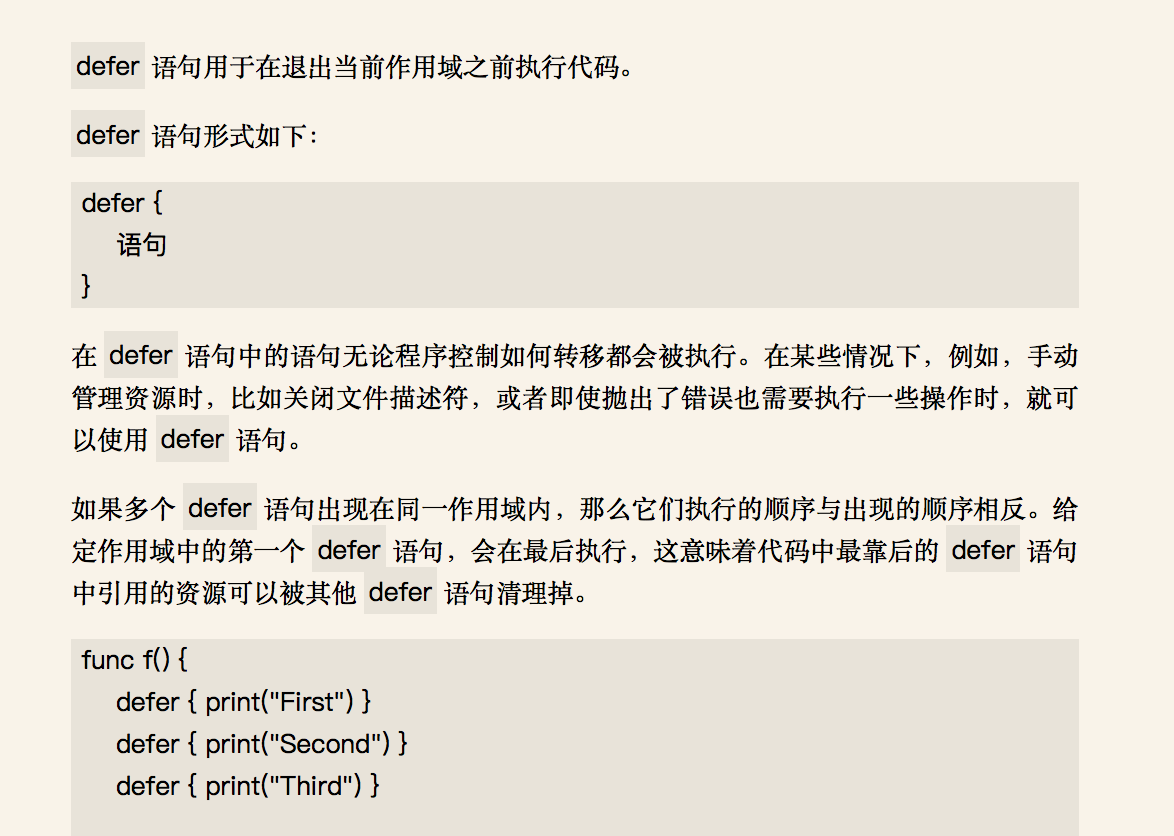 defer 语句用于在退出当前作用域之前执行代码。
defer 语句形式如下：
defer {
语句
}
在 defer 语句中的语句无论程序控制如何转移都会被执行。在某些情况下，例如，手动
管理资源时，比如关闭文件描述符，或者即使抛出了错误也需要执行一些操作时，就可
以使用 defer 语句。
如果多个 defer 语句出现在同一作用域内，那么它们执行的顺序与出现的顺序相反。给
定作用域中的第一个 defer 语句，会在最后执行，这意味着代码中最靠后的 defer 语句
中引用的资源可以被其他 defer 语句清理掉。
func f() {
defer { print("First") }
defer { print("Second") }
defer { print("Third") }